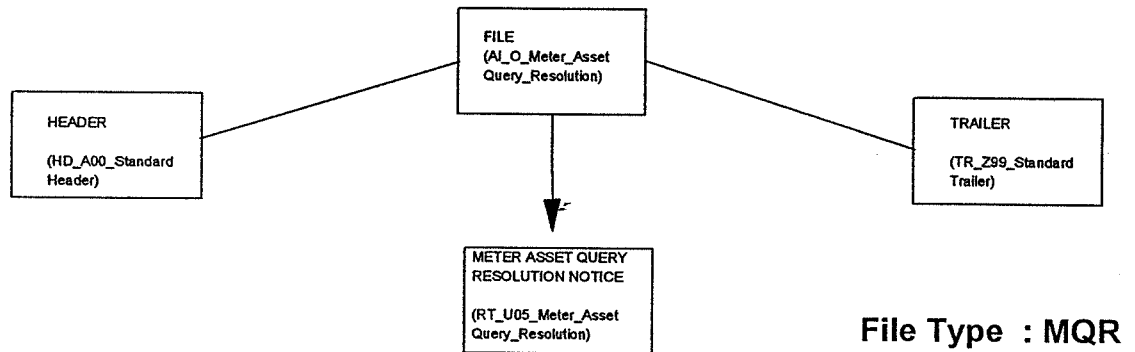 FILE
(AI_O_Meter_Asset
Query_Resolution)
HEADER
(HD_A00_Standard
Header)
TRAILER
(TR_Z99_Standard
Trailer)
METER ASSET QUERY
RESOLUTION NOTICE
(RT_U05_Meter_Asset
Query_Resolution)
File Type : MQR